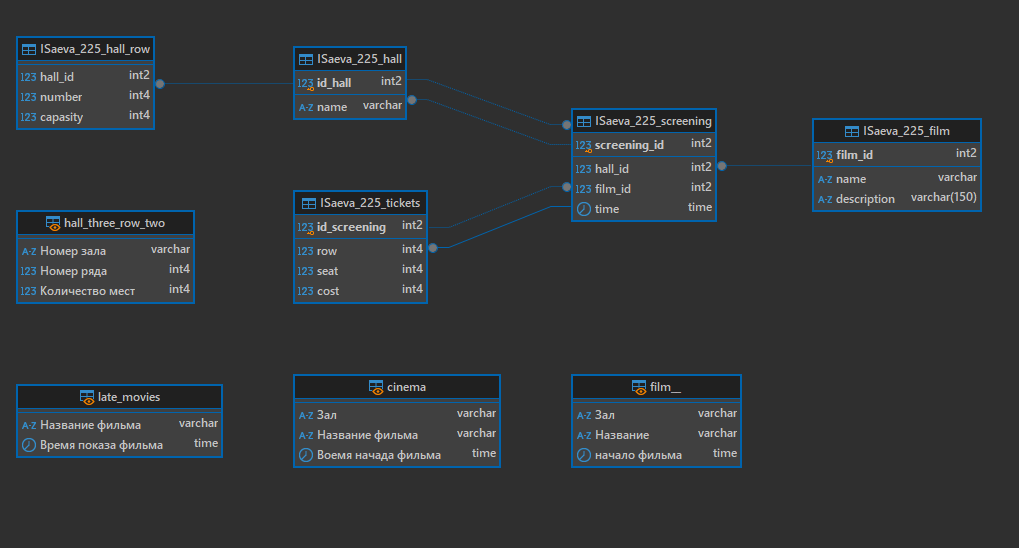 ISaeva_225_hall_row
123 hall_id int2
123 number int4
123 capasity int4
ISaeva_225_hall
123 id_hall int2
A-Z name varchar
ISaeva_225_screening
123 screening_id int2
123 hall_id int2
123 film_id int2
time time
ISaeva_225_film
123 film_id int2
A-Z name varchar
A-Z description varchar(150)
ISaeva_225_tickets
123 id_screening int2
123 row int4
123 seat int4
123 cost int4
hall_three_row_two
A-Z Номер зала varchar
123 Номер ряда int4
123 Количество мест int4
late_movies
A-Z Название фильма varchar
Время показа фильма time
cinema
A-Z Зал varchar
A-Z Название фильма varchar
Воемя начада фильма time
film__
A-Z Зал varchar
A-Z Название varchar
начало фильма time